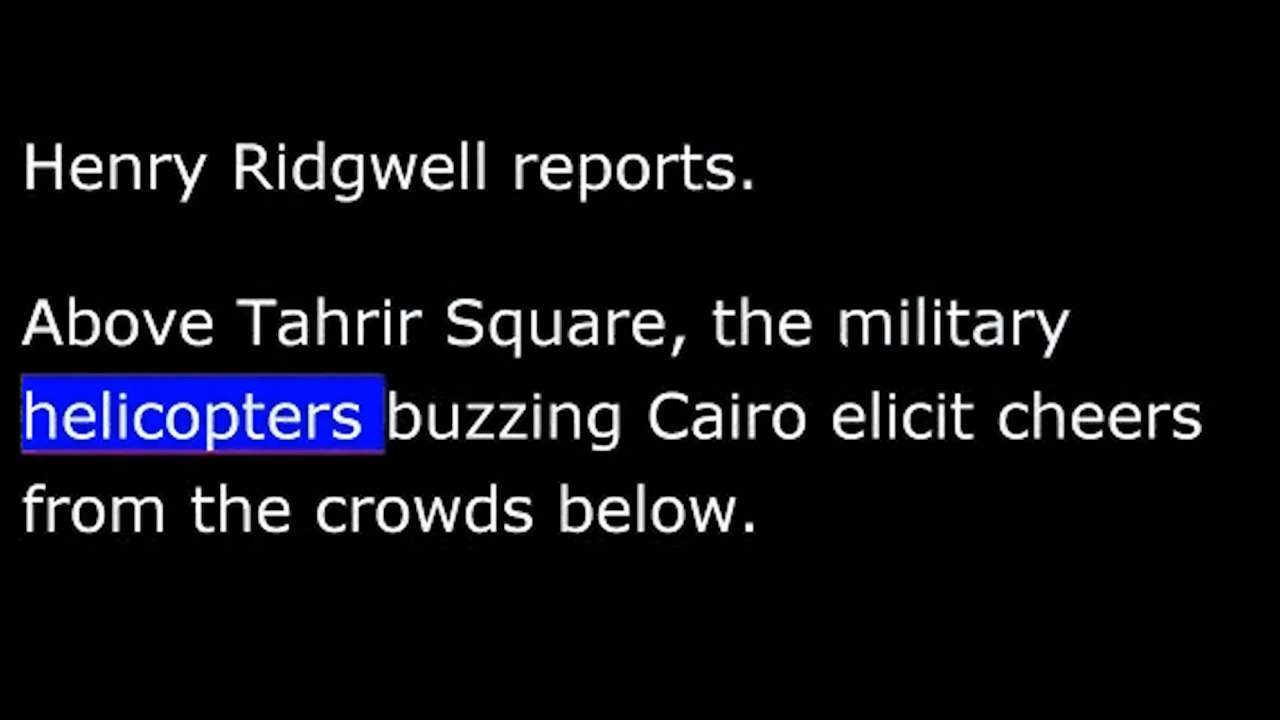 Henry Ridgwell reports.
Above Tahrir Square, the military
helicopters buzzing Cairo elicit cheers
from the crowds below.